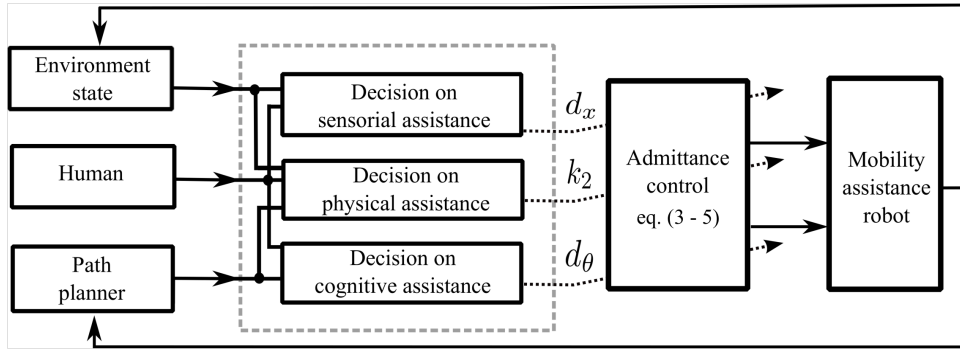 Environment
state
Human
Path
planner
Decision on
sensorial assistance
Decision on
physical assistance
Decision on
cognitive assistance
d_x
k_2
d_θ
Admittance
control
eq. (3 - 5)
Mobility
assistance
robot